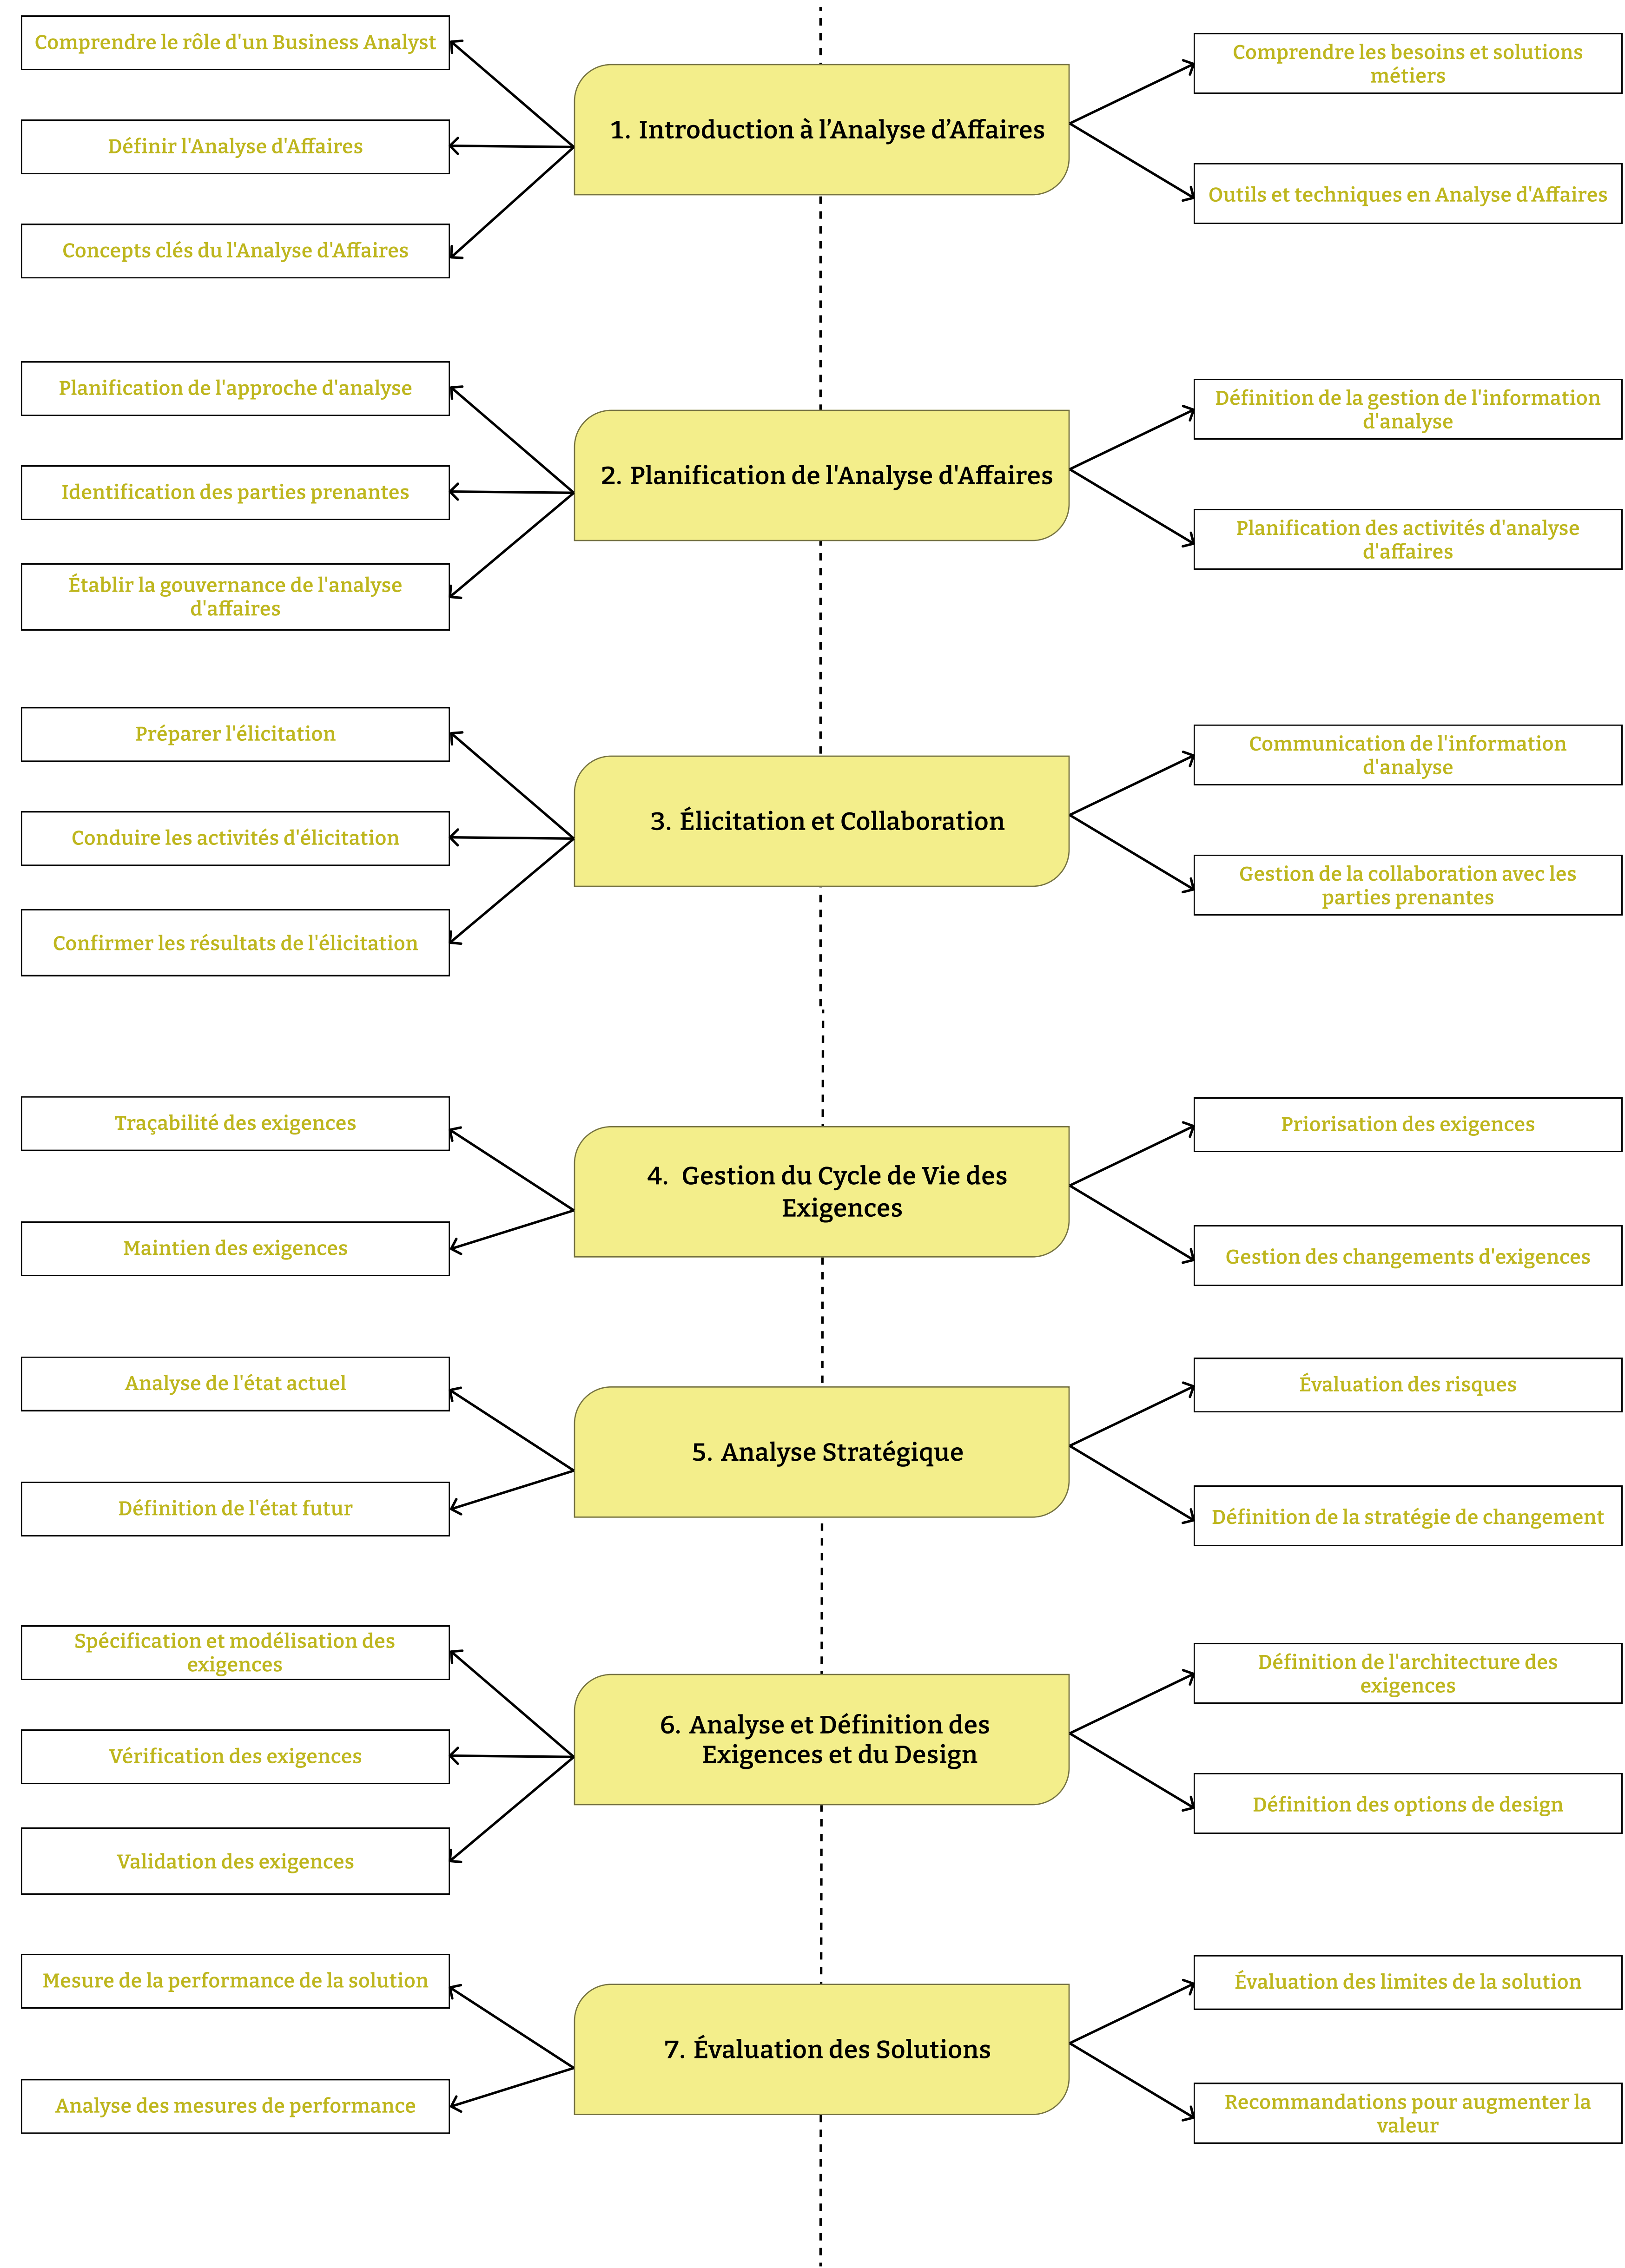 Comprendre le rôle d'un Business Analyst
Définir l'Analyse d'Affaires
Concepts clés du l'Analyse d'Affaires
1. Introduction à l’Analyse d’Affaires
Comprendre les besoins et solutions
métiers
Outils et techniques en Analyse d'Affaires
Planification de l'approche d'analyse
Identification des parties prenantes
Établir la gouvernance de l'analyse
d'affaires
2. Planification de l'Analyse d'Affaires
Définition de la gestion de l'information
d'analyse
Planification des activités d'analyse
d'affaires
Préparer l'élicitation
Conduire les activités d'élicitation
Confirmer les résultats de l'élicitation
3. Élicitation et Collaboration
Communication de l'information
d'analyse
Gestion de la collaboration avec les
parties prenantes
Traçabilité des exigences
Maintien des exigences
4. Gestion du Cycle de Vie des
Exigences
Priorisation des exigences
Gestion des changements d'exigences
Analyse de l'état actuel
Définition de l'état futur
5. Analyse Stratégique
Évaluation des risques
Définition de la stratégie de changement
Spécification et modélisation des
exigences
Vérification des exigences
Validation des exigences
6. Analyse et Définition des
Exigences et du Design
Définition de l'architecture des
exigences
Définition des options de design
Mesure de la performance de la solution
Analyse des mesures de performance
7. Évaluation des Solutions
Évaluation des limites de la solution
Recommandations pour augmenter la
valeur